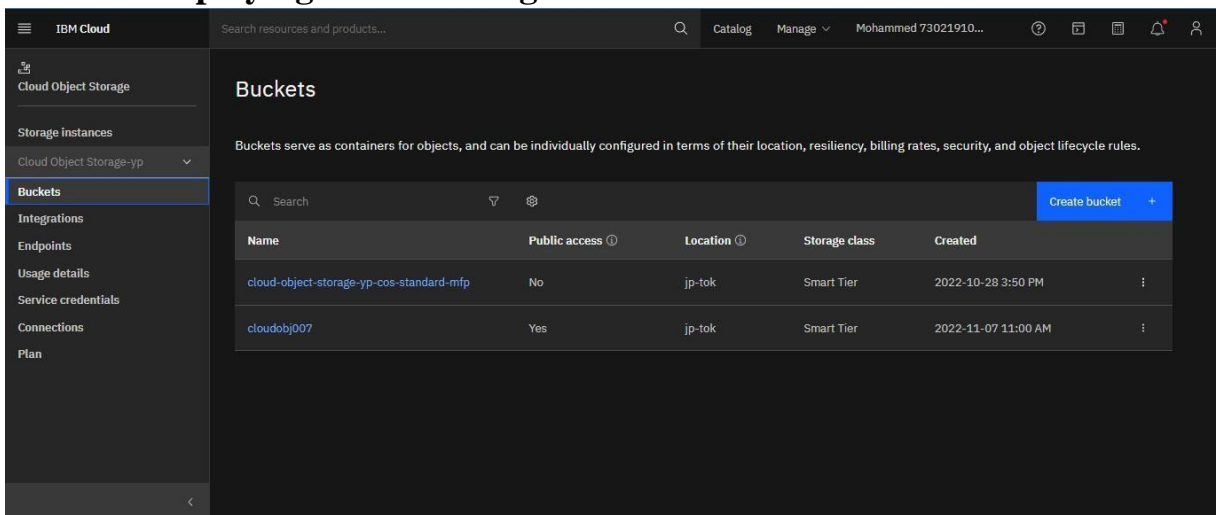 IBM Cloud
Search resources and products...
Catalog
Manage
Mohammed 73021910...
Cloud Object Storage
Storage instances
Cloud Object Storage-yp
Buckets
Integrations
Endpoints
Usage details
Service credentials
Connections
Plan
Buckets
Buckets serve as containers for objects, and can be individually configured in terms of their location, resiliency, billing rates, security, and object lifecycle rules.
Search
Create bucket +
Name Public access Location Storage class Created
cloud-object-storage-yp-cos-standard-mfp No jp-tok Smart Tier 2022-10-28 3:50 PM
cloudobj007 Yes jp-tok Smart Tier 2022-11-07 11:00 AM